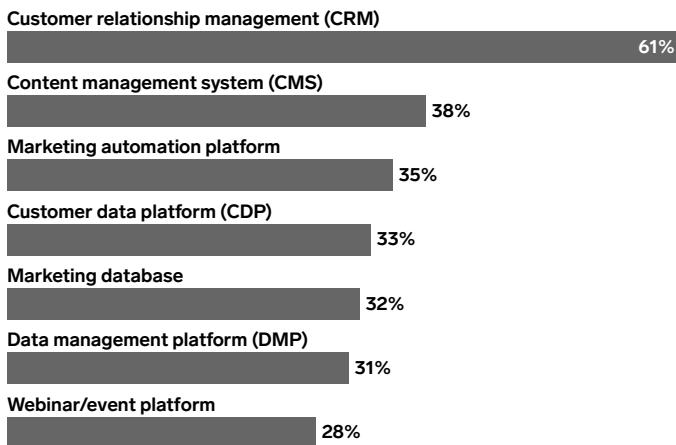 Customer relationship management (CRM)
61%
Content management system (CMS)
38%
Marketing automation platform
35%
Customer data platform (CDP)
33%
Marketing database
32%
Data management platform (DMP)
31%
Webinar/event platform
28%